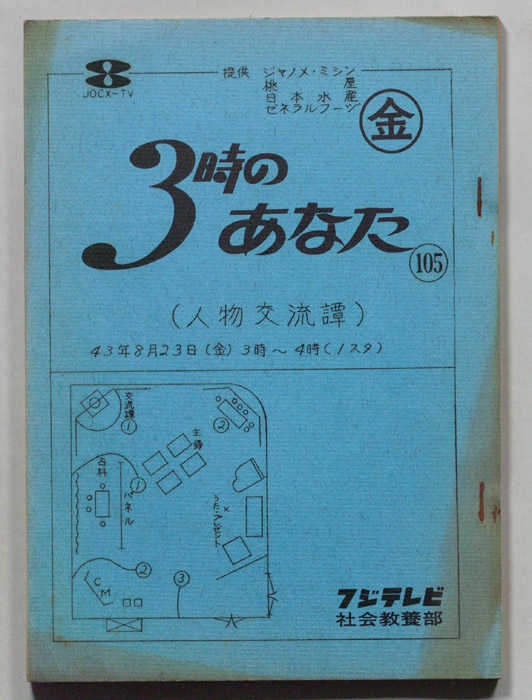 JOCX-TV
提供 ジャノメ・ミシン
桃屋
日本水産
ゼネラルフーヅ
金
3時の
あなた
105
(人物交流譚)
43年8月23日(金)3時〜4時(1スタ)
交流譚
1
2
主婦
占科
1
パネル
うた・プレゼント
×
2
3
CM
フジテレビ
社会教養部